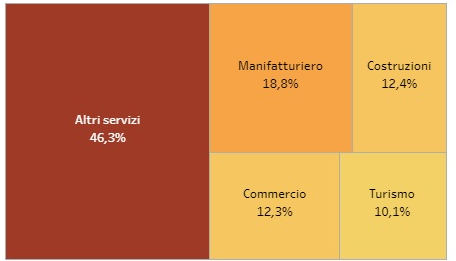 Altri servizi
46,3%
Manifatturiero
18,8%
Costruzioni
12,4%
Commercio
12,3%
Turismo
10,1%